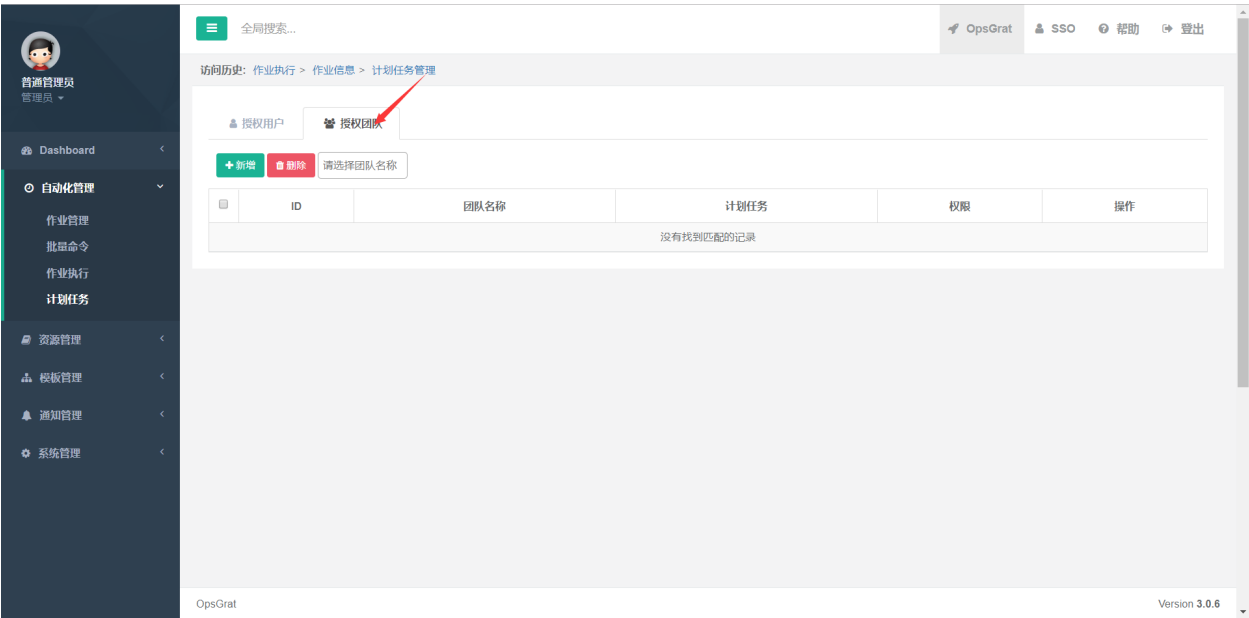 普通管理员
管理员
Dashboard
自动化管理
作业管理
批量命令
作业执行
计划任务
资源管理
模板管理
通知管理
系统管理
全局搜索...
OpsGrat SSO 帮助 登出
访问历史: 作业执行 > 作业信息 > 计划任务管理
授权用户 授权团队
新增 删除 请选择团队名称
ID 团队名称 计划任务 权限 操作
没有找到匹配的记录
OpsGrat Version 3.0.6